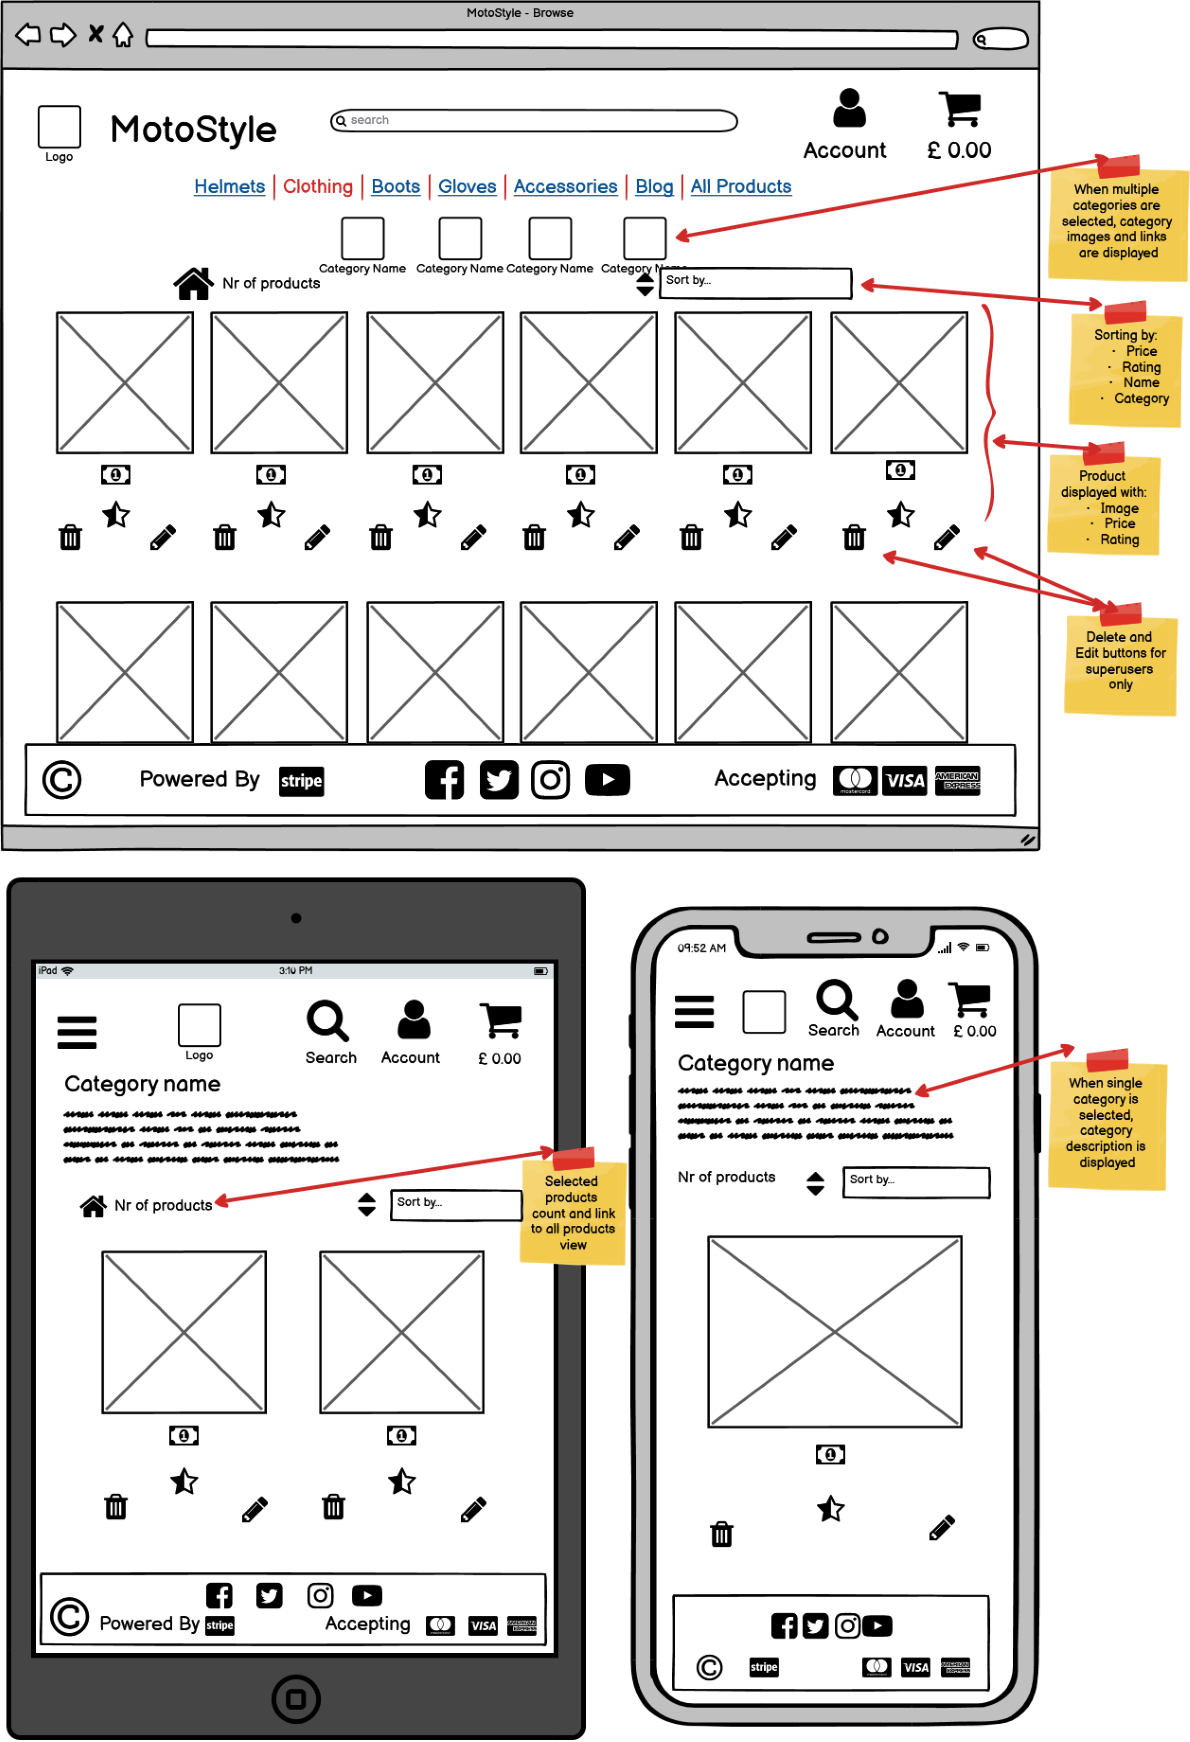 MotoStyle - Browse
search
MotoStyle
Logo
Account
£ 0.00
Helmets | Clothing | Boots | Gloves | Accessories | Blog | All Products
Category Name Category Name Category Name Category Name
Nr of products
Sort by...
When multiple
categories are
selected, category
images and links
are displayed
Sorting by:
· Price
· Rating
· Name
· Category
Product
displayed with:
· Image
· Price
· Rating
Delete and
Edit buttons for
superusers
only
Powered By stripe
Accepting mastercard VISA AMERICAN EXPRESS
iPad
3:10 PM
Logo
Search
Account
£ 0.00
Category name
Nr of products
Sort by...
Selected
products
count and link
to all products
view
Powered By stripe
Accepting VISA AMERICAN EXPRESS
09:52 AM
Search
Account
£ 0.00
Category name
Nr of products
Sort by...
When single
category is
selected,
category
description is
displayed
stripe
VISA AMERICAN EXPRESS